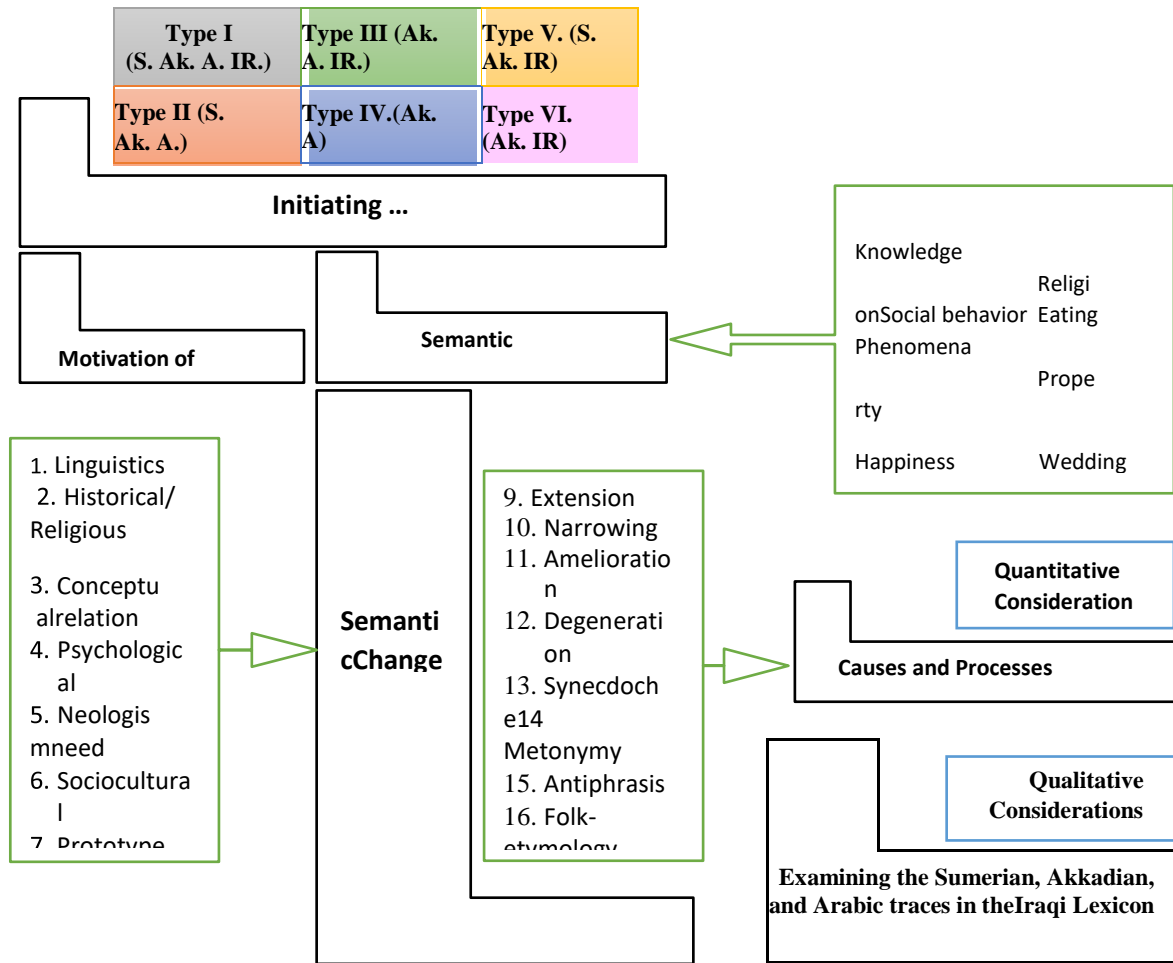 Type I
(S. Ak. A. IR.)
Type III (Ak.
A. IR.)
Type V. (S.
Ak. IR)
Type II (S.
Ak. A.)
Type IV.(Ak.
A)
Type VI.
(Ak. IR)
Initiating ...
Motivation of
Semantic
Knowledge
Religi
onSocial behavior Eating
Phenomena
Prope
rty
Happiness Wedding
1. Linguistics
2. Historical/
Religious
3. Conceptu
alrelation
4. Psychologic
al
5. Neologis
mneed
6. Sociocultura
l
7. Prototype
Semanti
cChange
9. Extension
10. Narrowing
11. Amelioratio
n
12. Degenerati
on
13. Synecdoch
e14
Metonymy
15. Antiphrasis
16. Folk-
etymology
Quantitative
Consideration
Causes and Processes
Qualitative
Considerations
Examining the Sumerian, Akkadian,
and Arabic traces in theIraqi Lexicon